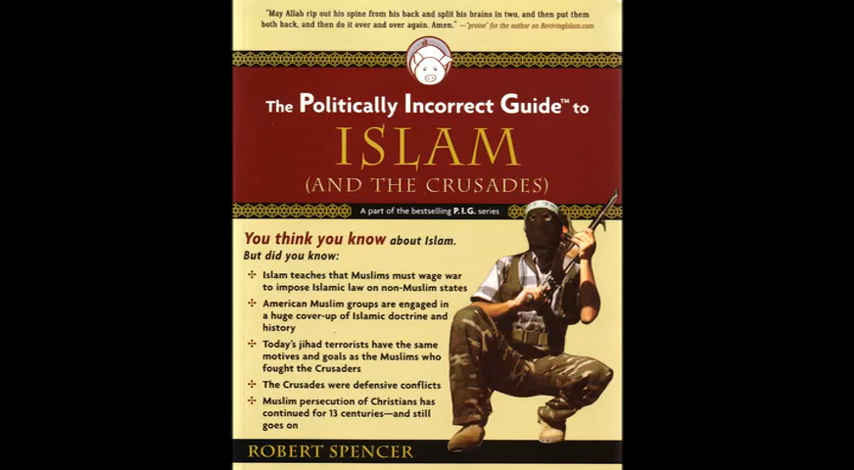 "May Allah rip out his spine from his back and split his brains in two, and then put them
both back, and then do it over and over again. Amen." —"praise" for the author on RevivingIslam.com
The Politically Incorrect Guide™ to
ISLAM
(AND THE CRUSADES)
A part of the bestselling P.I.G. series
You think you know about Islam.
But did you know:
Islam teaches that Muslims must wage war
to impose Islamic law on non-Muslim states
American Muslim groups are engaged in
a huge cover-up of Islamic doctrine and
history
Today's jihad terrorists have the same
motives and goals as the Muslims who
fought the Crusaders
The Crusades were defensive conflicts
Muslim persecution of Christians has
continued for 13 centuries—and still
goes on
ROBERT SPENCER